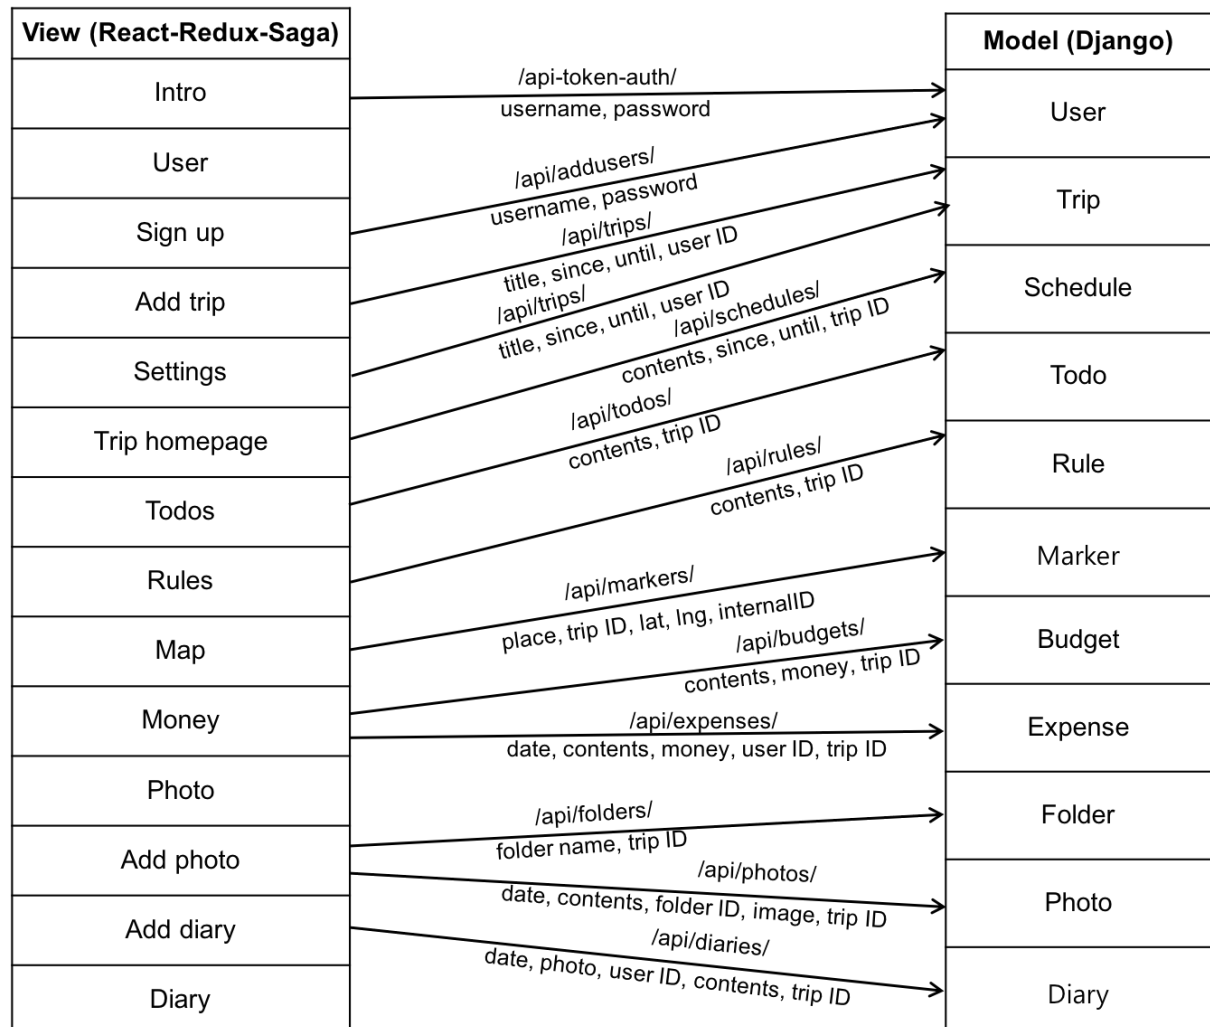 View (React-Redux-Saga)
Intro
User
Sign up
Add trip
Settings
Trip homepage
Todos
Rules
Map
Money
Photo
Add photo
Add diary
Diary
/api-token-auth/
username, password
/api/addusers/
username, password
/api/trips/
title, since, until, user ID
/api/trips/
title, since, until, user ID
/api/schedules/
contents, since, until, trip ID
/api/todos/
contents, trip ID
/api/rules/
contents, trip ID
/api/markers/
place, trip ID, lat, lng, internalID
/api/budgets/
contents, money, trip ID
/api/expenses/
date, contents, money, user ID, trip ID
/api/folders/
folder name, trip ID
/api/photos/
date, contents, folder ID, image, trip ID
/api/diaries/
date, photo, user ID, contents, trip ID
Model (Django)
User
Trip
Schedule
Todo
Rule
Marker
Budget
Expense
Folder
Photo
Diary